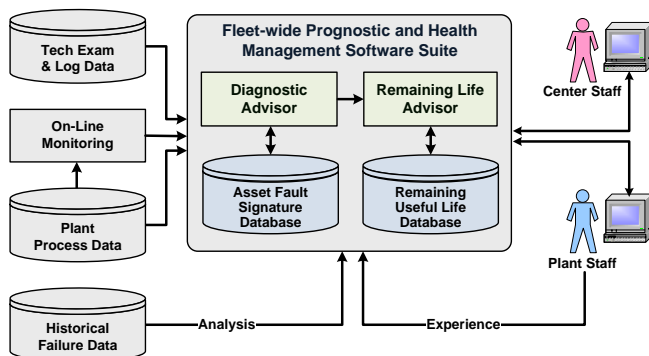 Tech Exam
& Log Data
On-Line
Monitoring
Plant
Process Data
Historical
Failure Data
Fleet-wide Prognostic and Health
Management Software Suite
Diagnostic
Advisor
Remaining Life
Advisor
Asset Fault
Signature
Database
Remaining
Useful Life
Database
Center Staff
Plant Staff
Analysis
Experience